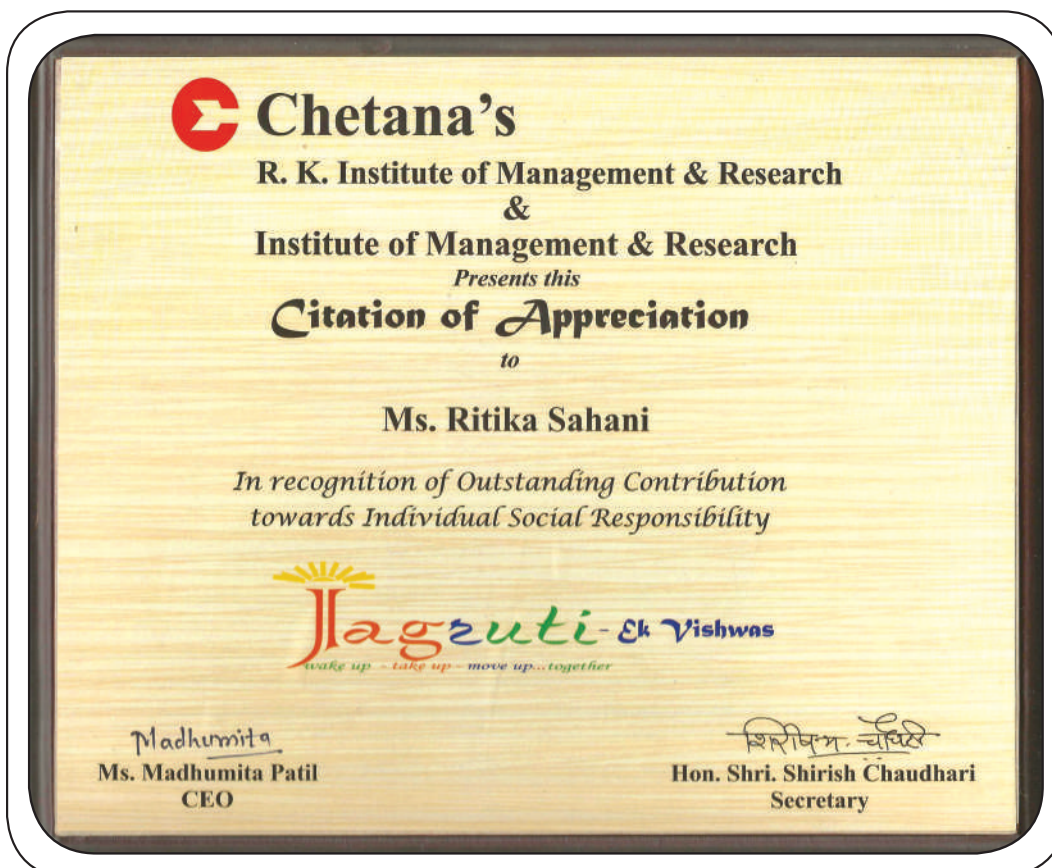 Chetana's
R. K. Institute of Management & Research
&
Institute of Management & Research
Presents this
Citation of Appreciation
to
Ms. Ritika Sahani
In recognition of Outstanding Contribution
towards Individual Social Responsibility
Jagruti - Ek Vishwas
wake up - take up - move up...together
Madhumita
Ms. Madhumita Patil
CEO
Hon. Shri. Shirish Chaudhari
Secretary